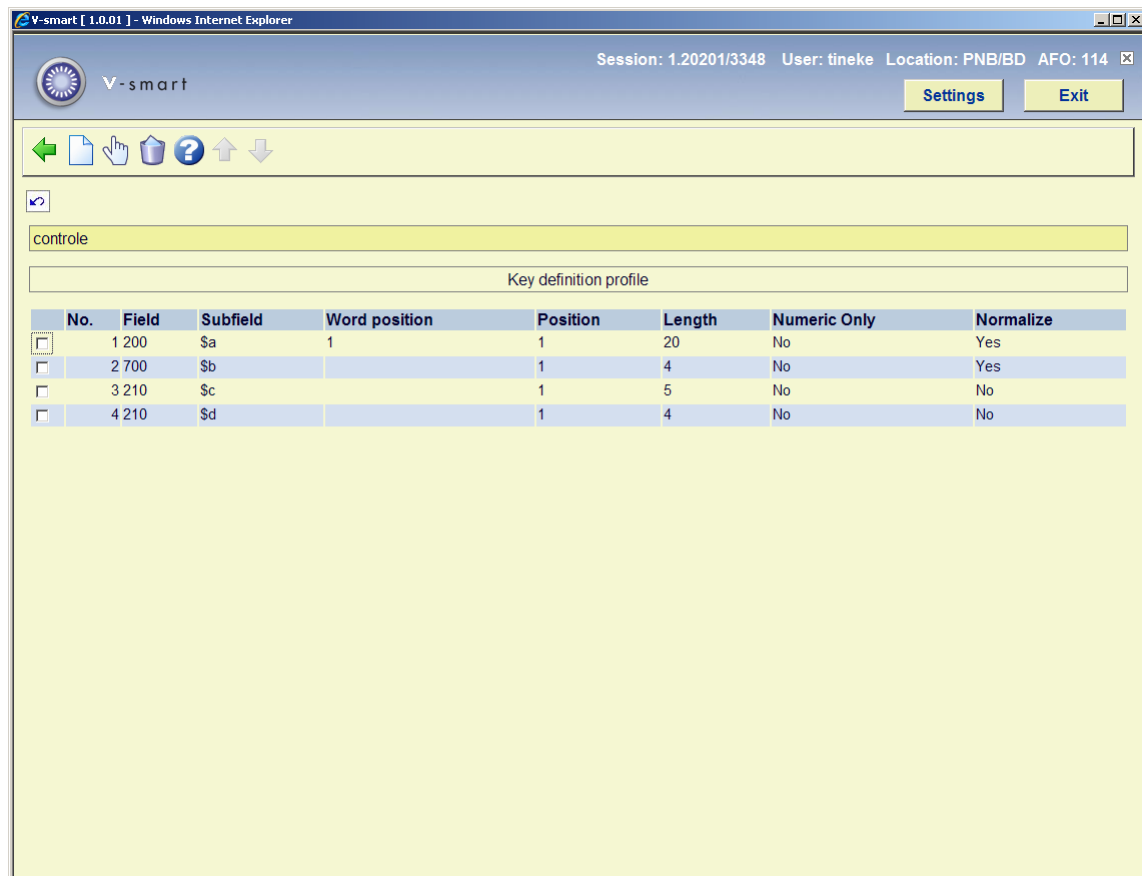 V-smart [ 1.0.01 ] - Windows Internet Explorer
Session: 1.20201/3348 User: tineke Location: PNB/BD AFO: 114
V-smart
Settings Exit
controle
Key definition profile
No. Field Subfield Word position Position Length Numeric Only Normalize
1 200 $a 1 1 20 No Yes
2 700 $b 1 4 No Yes
3 210 $c 1 5 No No
4 210 $d 1 4 No No